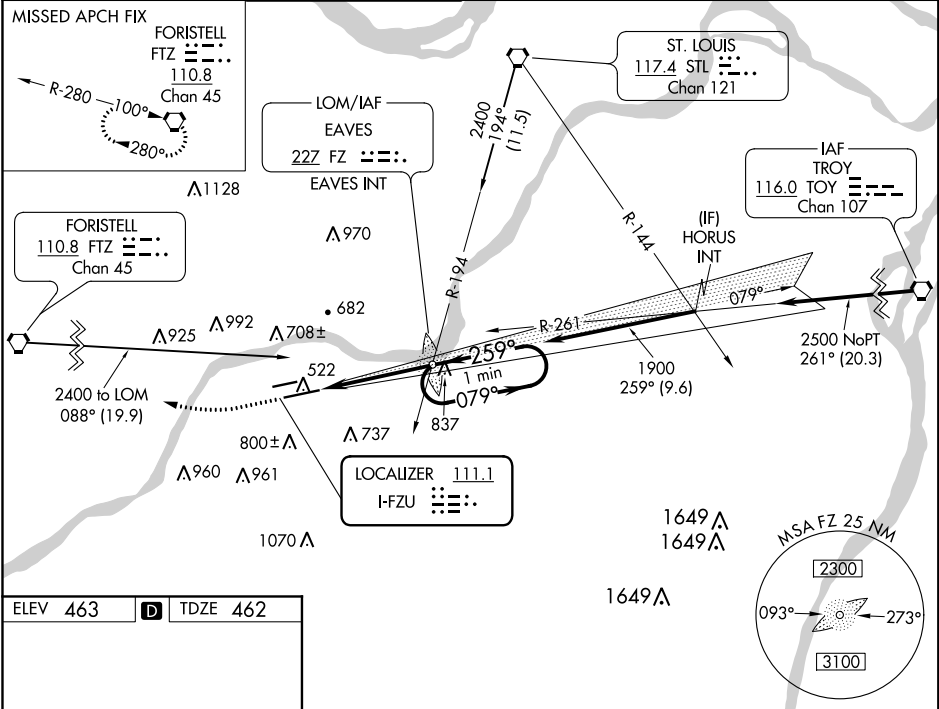 MISSED APCH FIX
FORISTELL
FTZ
110.8
Chan 45
R-280
100°
280°
LOM/IAF
EAVES
227 FZ
EAVES INT
ST. LOUIS
117.4 STL
Chan 121
2400
194°
(11.5)
IAF
TROY
116.0 TOY
Chan 107
1128
970
FORISTELL
110.8 FTZ
Chan 45
R-194
R-144
(IF)
HORUS
INT
682
925
992
708±
R-261
079°
2500 NoPT
261° (20.3)
2400 to LOM
088° (19.9)
522
259°
1 min
079°
1900
259° (9.6)
837
800±
737
960
961
LOCALIZER 111.1
I-FZU
1070
1649
1649
1649
MSA FZ 25 NM
2300
093°
273°
3100
ELEV 463 D TDZE 462